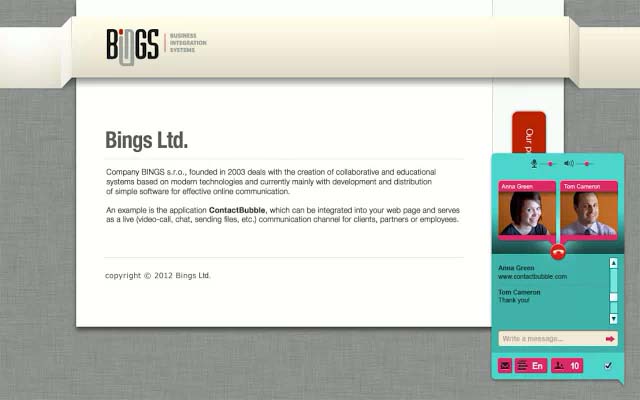 BinGS
BUSINESS
INTEGRATION
SYSTEMS
Bings Ltd.
Company BINGS s.r.o., founded in 2003 deals with the creation of collaborative and educational
systems based on modern technologies and currently mainly with development and distribution
of simple software for effective online communication.
An example is the application ContactBubble, which can be integrated into your web page and serves
as a live (video-call, chat, sending files, etc.) communication channel for clients, partners or employees.
copyright © 2012 Bings Ltd.
Our
Anna Green
Tom Cameron
Anna Green
www.contactbubble.com
Tom Cameron
Thank you!
Write a message...
En
10